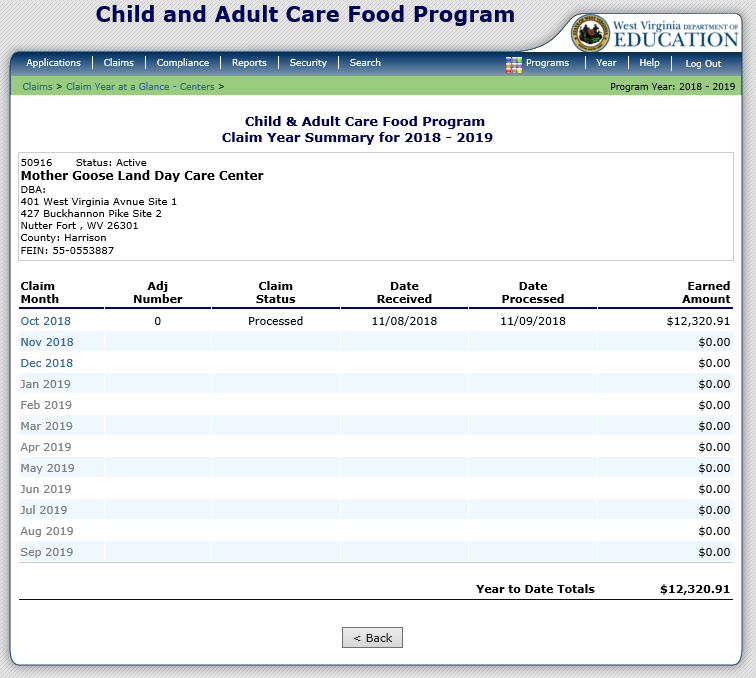 Child and Adult Care Food Program
West Virginia DEPARTMENT OF
EDUCATION
Applications Claims Compliance Reports Security Search Programs Year Help Log Out
Claims > Claim Year at a Glance - Centers > Program Year: 2018 - 2019
Child & Adult Care Food Program
Claim Year Summary for 2018 - 2019
50916 Status: Active
Mother Goose Land Day Care Center
DBA:
401 West Virginia Avnue Site 1
427 Buckhannon Pike Site 2
Nutter Fort , WV 26301
County: Harrison
FEIN: 55-0553887
Claim Adj Claim Date Date Earned
Month Number Status Received Processed Amount
Oct 2018 0 Processed 11/08/2018 11/09/2018 $12,320.91
Nov 2018 $0.00
Dec 2018 $0.00
Jan 2019 $0.00
Feb 2019 $0.00
Mar 2019 $0.00
Apr 2019 $0.00
May 2019 $0.00
Jun 2019 $0.00
Jul 2019 $0.00
Aug 2019 $0.00
Sep 2019 $0.00
Year to Date Totals $12,320.91
< Back